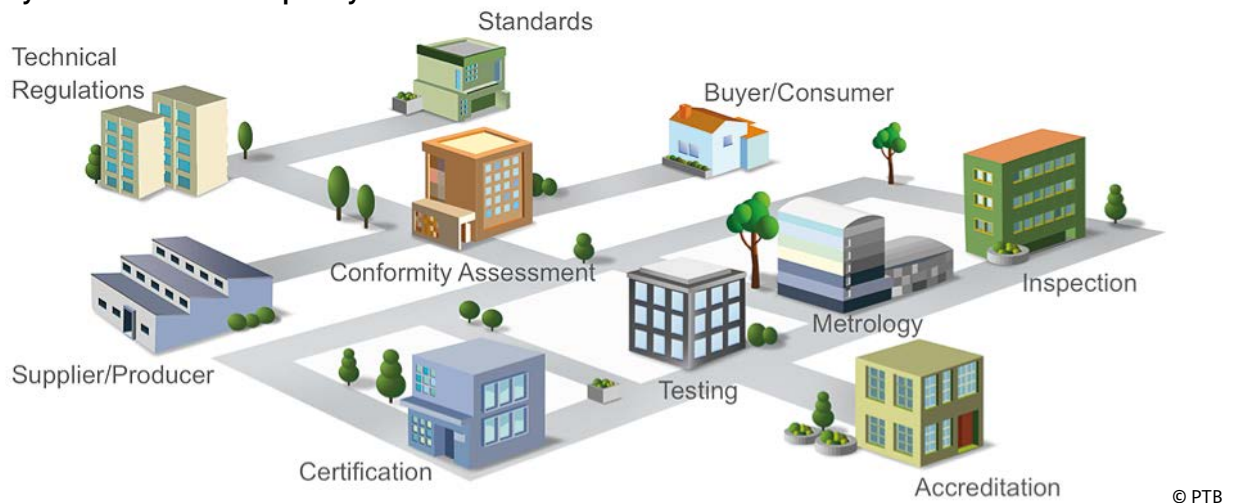 Standards
Technical
Regulations
Buyer/Consumer
Conformity Assessment
Inspection
Metrology
Supplier/Producer
Testing
Certification
Accreditation
© PTB